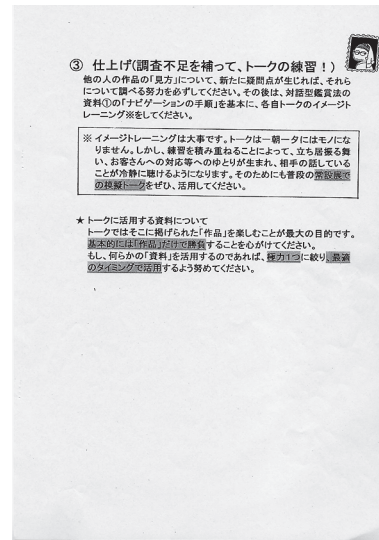 ③ 仕上げ(調査不足を補って、トークの練習!)
他の人の作品の「見方」について、新たに疑問点が生じれば、それら
について調べる努力を必ずしてください。その後は、対話型鑑賞法の
資料①の「ナビゲーションの手順」を基本に、各自トークのイメージト
レーニング※をしてください。
※ イメージトレーニングは大事です。トークは一朝一夕にはモノにな
りません。しかし、練習を積み重ねることによって、立ち居振る舞
い、お客さんへの対応等へのゆとりが生まれ、相手の話している
ことが冷静に聴けるようになります。そのためにも普段の常設展で
の模擬トークをぜひ、活用してください。
★ トークに活用する資料について
トークではそこに掲げられた「作品」を楽しむことが最大の目的です。
基本的には「作品」だけで勝負することを心がけてください。
もし、何らかの「資料」を活用するのであれば、極力1つに絞り、最適
のタイミングで活用するよう努めてください。